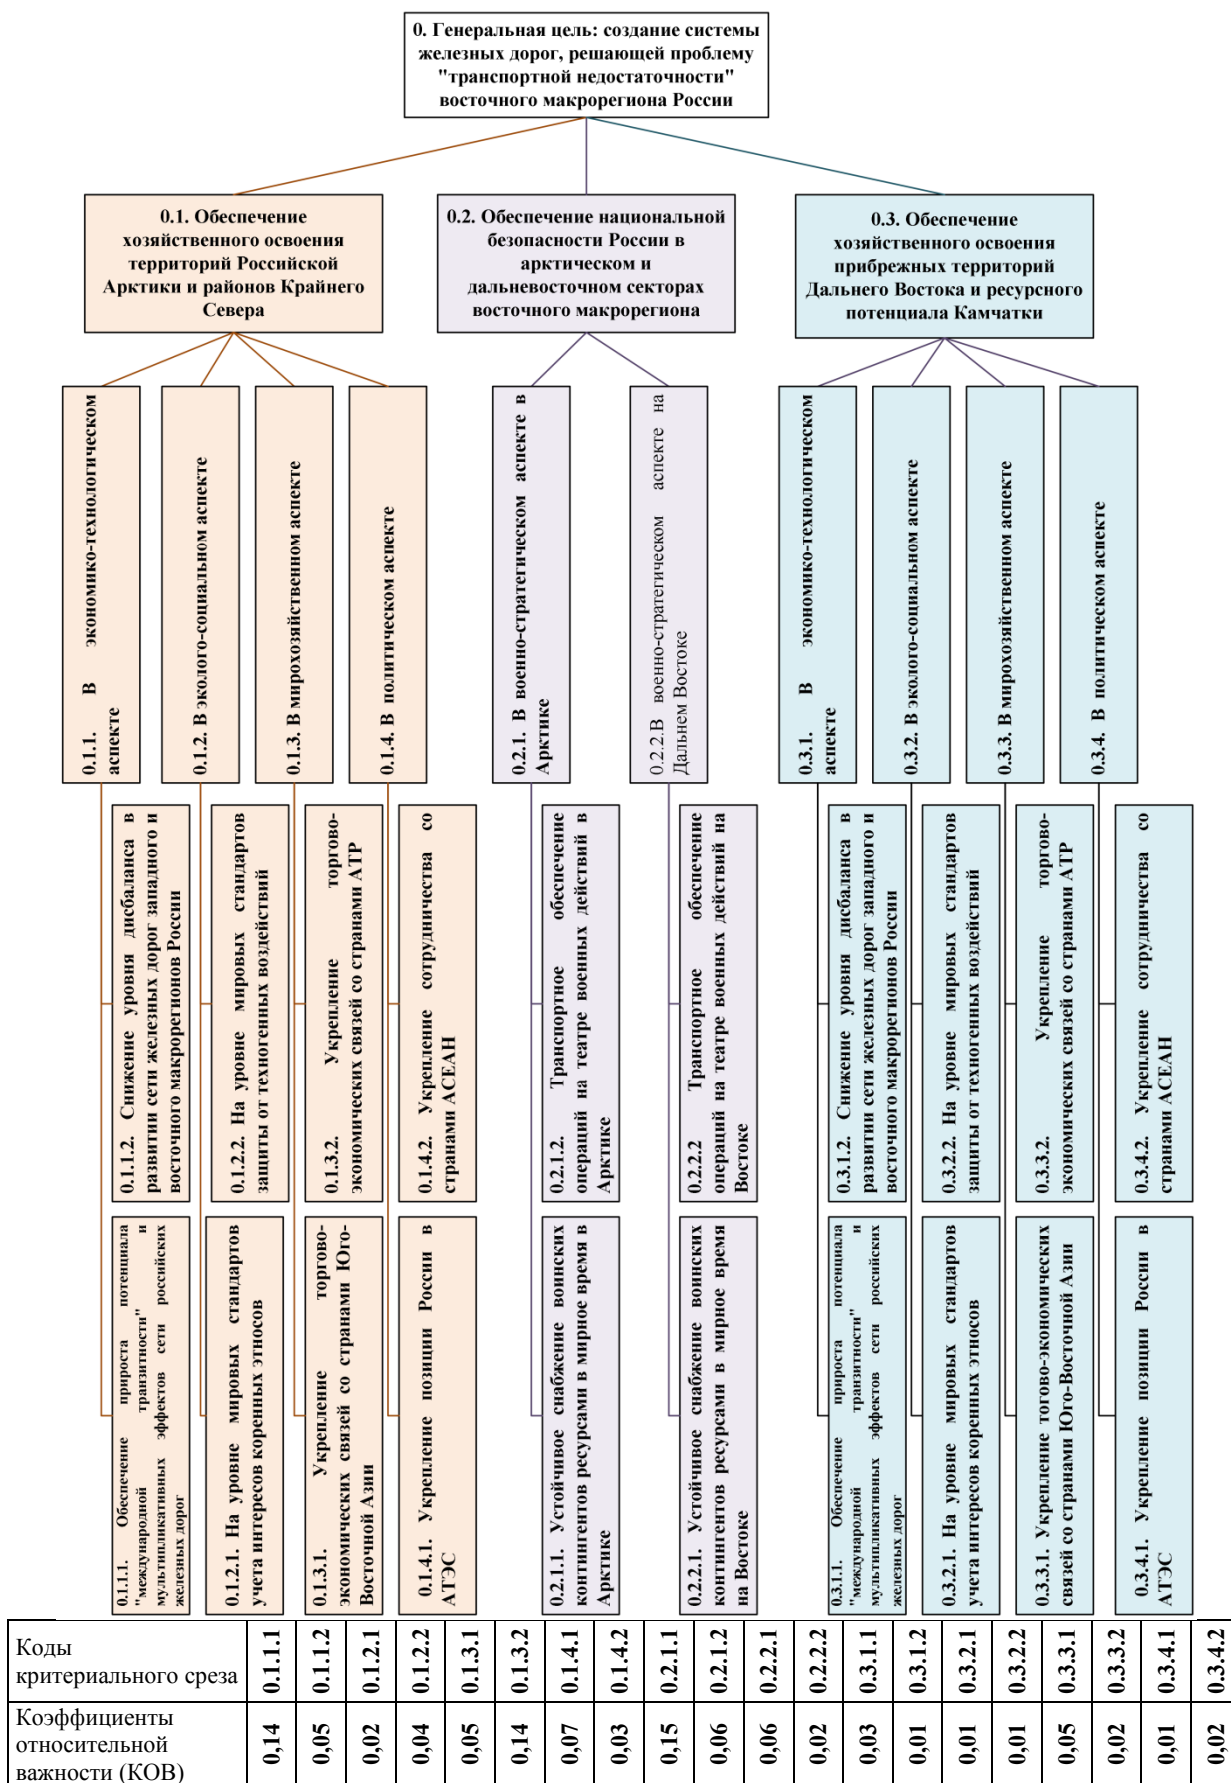 0. Генеральная цель: создание системы
железных дорог, решающей проблему
"транспортной недостаточности"
восточного макрорегиона России
0.1. Обеспечение
хозяйственного освоения
территорий Российской
Арктики и районов Крайнего
Севера
0.2. Обеспечение национальной
безопасности России в
арктическом и
дальневосточном секторах
восточного макрорегиона
0.3. Обеспечение
хозяйственного освоения
прибрежных территорий
Дальнего Востока и ресурсного
потенциала Камчатки
0.1.1. В экономико-технологическом
аспекте
0.1.2. В эколого-социальном аспекте
0.1.3. В мирохозяйственном аспекте
0.1.4. В политическом аспекте
0.2.1. В военно-стратегическом аспекте в
Арктике
0.2.2.В военно-стратегическом аспекте на
Дальнем Востоке
0.3.1. В экономико-технологическом
аспекте
0.3.2. В эколого-социальном аспекте
0.3.3. В мирохозяйственном аспекте
0.3.4. В политическом аспекте
0.1.1.2. Снижение уровня дисбаланса в
развитии сети железных дорог западного и
восточного макрорегионов России
0.1.2.2. На уровне мировых стандартов
защиты от техногенных воздействий
0.1.3.2. Укрепление торгово-
экономических связей со странами АТР
0.1.4.2. Укрепление сотрудничества со
странами АСЕАН
0.2.1.2. Транспортное обеспечение
операций на театре военных действий в
Арктике
0.2.2.2 Транспортное обеспечение
операций на театре военных действий на
Востоке
0.3.1.2. Снижение уровня дисбаланса в
развитии сети железных дорог западного и
восточного макрорегионов России
0.3.2.2. На уровне мировых стандартов
защиты от техногенных воздействий
0.3.3.2. Укрепление торгово-
экономических связей со странами АТР
0.3.4.2. Укрепление сотрудничества со
странами АСЕАН
0.1.1.1. Обеспечение прироста потенциала
"международной транзитности" и
мультипликативных эффектов сети российских
железных дорог
0.1.2.1. На уровне мировых стандартов
учета интересов коренных этносов
0.1.3.1. Укрепление торгово-
экономических связей со странами Юго-
Восточной Азии
0.1.4.1. Укрепление позиции России в
АТЭС
0.2.1.1. Устойчивое снабжение воинских
контингентов ресурсами в мирное время в
Арктике
0.2.2.1. Устойчивое снабжение воинских
контингентов ресурсами в мирное время
на Востоке
0.3.1.1. Обеспечение прироста потенциала
"международной транзитности" и
мультипликативных эффектов сети российских
железных дорог
0.3.2.1. На уровне мировых стандартов
учета интересов коренных этносов
0.3.3.1. Укрепление тогово-экономических
связей со странами Юго-Восточной Азии
0.3.4.1. Укрепление позиции России в
АТЭС
Коды
критериального среза
0.1.1.1 0.1.1.2 0.1.2.1 0.1.2.2 0.1.3.1 0.1.3.2 0.1.4.1 0.1.4.2 0.2.1.1 0.2.1.2 0.2.2.1 0.2.2.2 0.3.1.1 0.3.1.2 0.3.2.1 0.3.2.2 0.3.3.1 0.3.3.2 0.3.4.1 0.3.4.2
Коэффициенты
относительной
важности (КОВ)
0,14 0,05 0,02 0,04 0,05 0,14 0,07 0,03 0,15 0,06 0,06 0,02 0,03 0,01 0,01 0,01 0,05 0,02 0,01 0,02